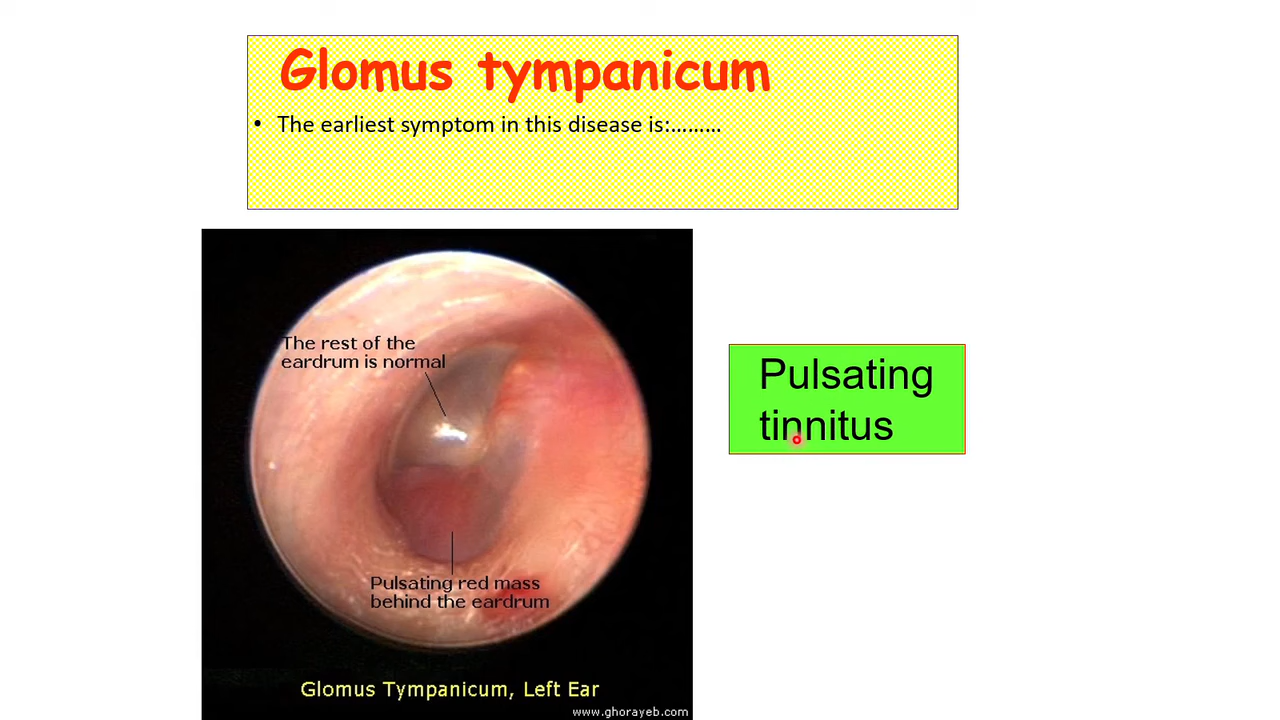 Glomus tympanicum
• The earliest symptom in this disease is:.........
The rest of the
eardrum is normal
Pulsating
tinnitus
Pulsating red mass
behind the eardrum
Glomus Tympanicum, Left Ear
www.ghorayeb.com